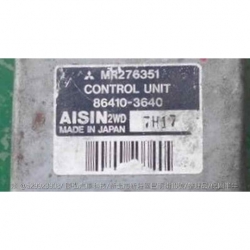 MR276351
CONTROL UNIT
86410-3640
AISIN 2WD 7H17
MADE IN JAPAN